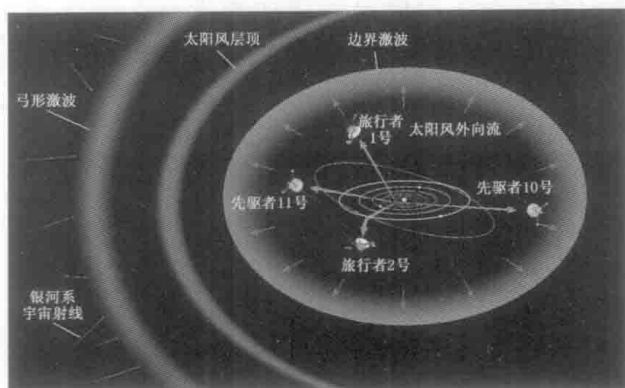 太阳风层顶
边界激波
弓形激波
旅行者
1号
太阳风外向流
先驱者11号
先驱者10号
旅行者2号
银河系
宇宙射线